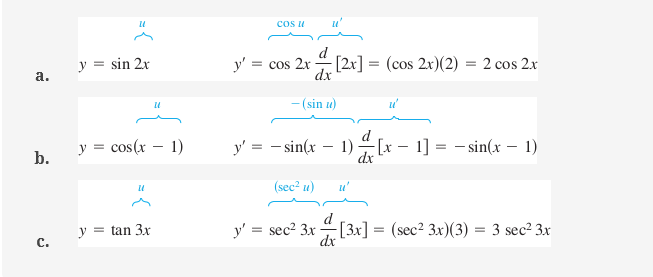 u cos u u′
a. y = sin 2x y′ = cos 2x d/dx [2x] = (cos 2x)(2) = 2 cos 2x
u −(sin u) u′
b. y = cos(x − 1) y′ = −sin(x − 1) d/dx [x − 1] = −sin(x − 1)
u (sec² u) u′
c. y = tan 3x y′ = sec² 3x d/dx [3x] = (sec² 3x)(3) = 3 sec² 3x